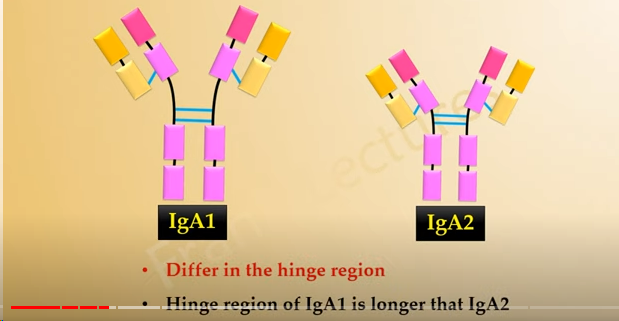 IgA1
IgA2
• Differ in the hinge region
• Hinge region of IgA1 is longer that IgA2